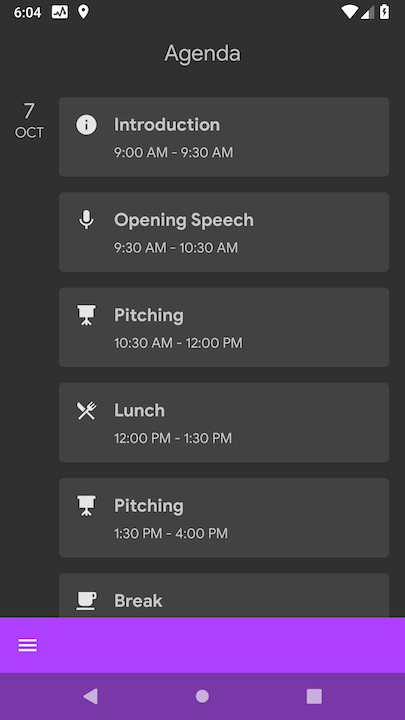 6:04
Agenda
7
OCT
Introduction
9:00 AM - 9:30 AM
Opening Speech
9:30 AM - 10:30 AM
Pitching
10:30 AM - 12:00 PM
Lunch
12:00 PM - 1:30 PM
Pitching
1:30 PM - 4:00 PM
Break